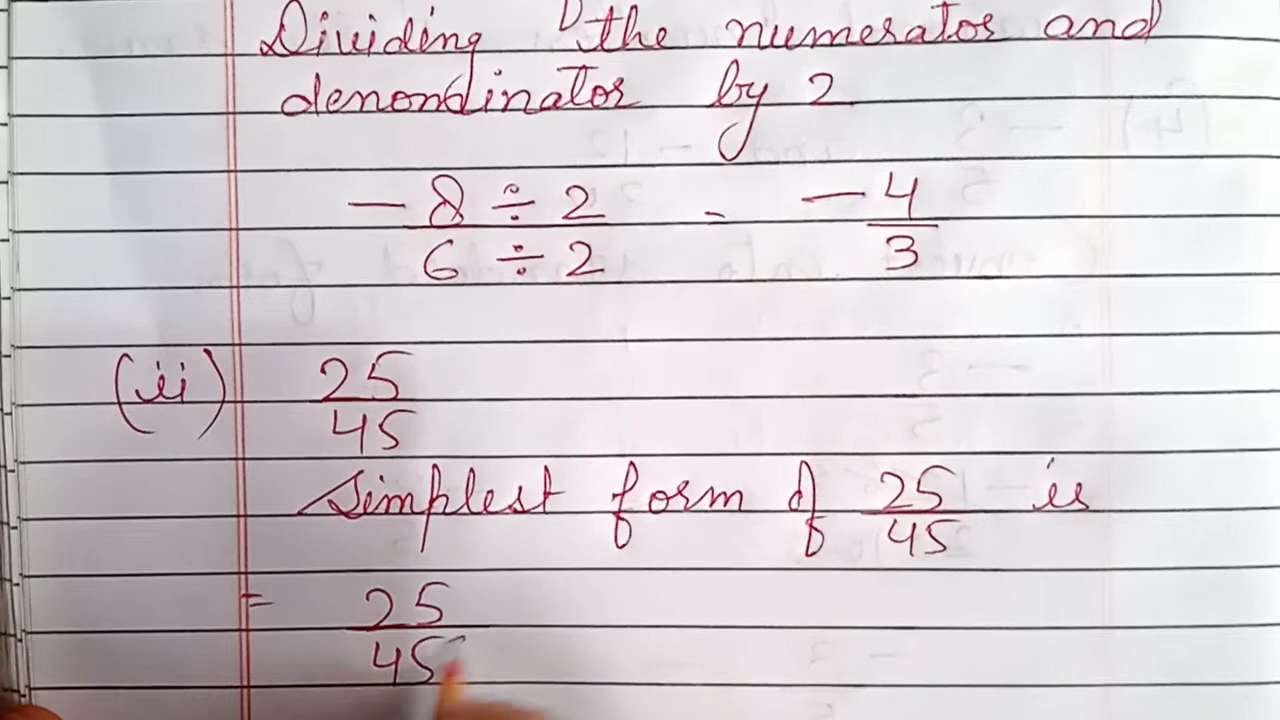 Dividing the numerator and
denondinator by 2
- 8 ÷ 2 / 6 ÷ 2 = - 4 / 3
(ii) 25 / 45
Simplest form of 25 / 45 is
= 25 / 45